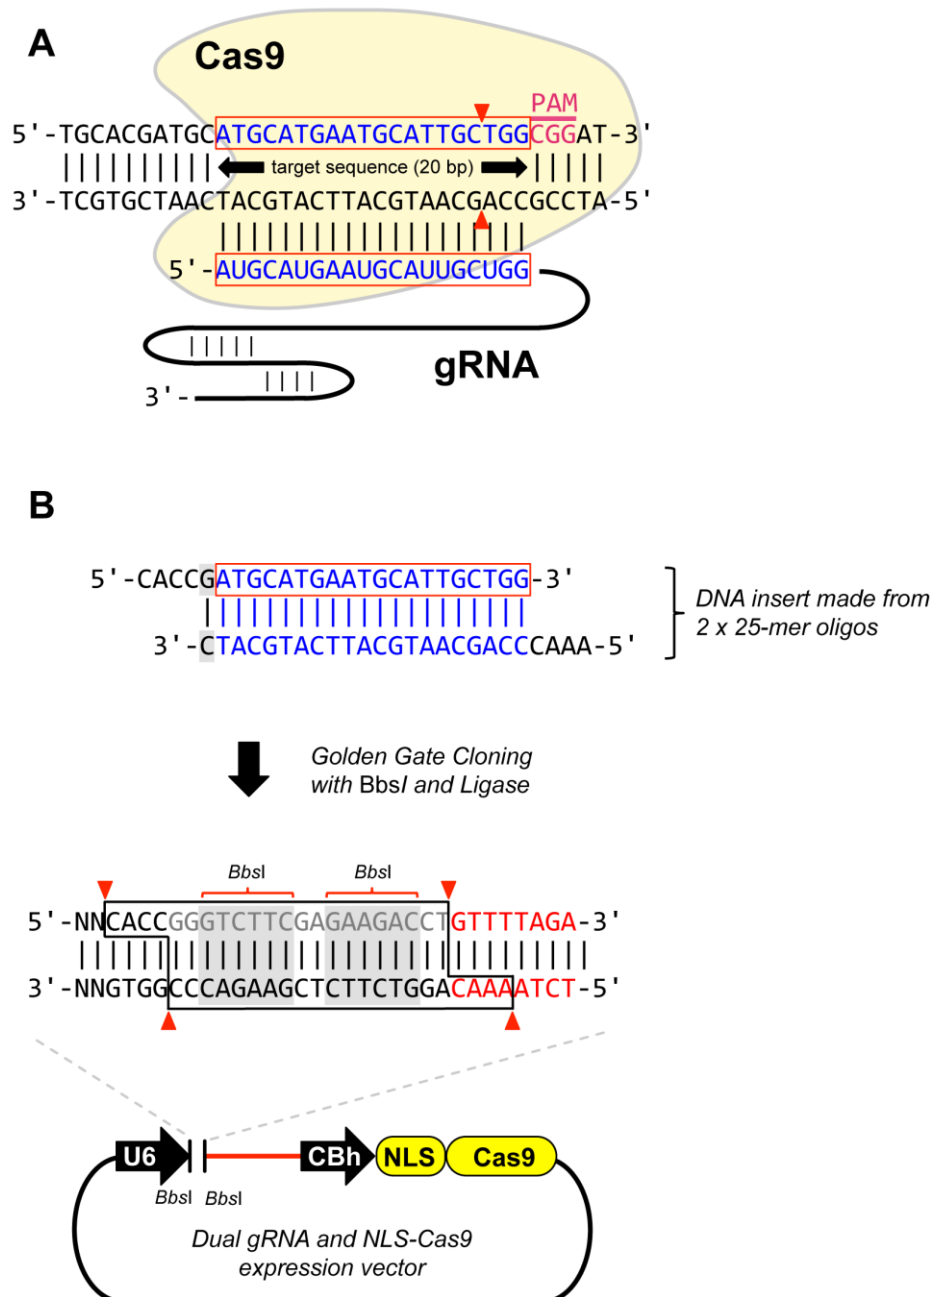 A
Cas9
PAM
5'-TGCACGATGCATGCATGAATGCATTGCTGGCGGAT-3'
target sequence (20 bp)
3'-TCGTGCTAACTACGTACTTACGTAACGACCGCCTA-5'
5'-AUGCAUGAAUGCAUUGCUGG
gRNA
3'-
B
5'-CACCGATGCATGAATGCATTGCTGG-3'
3'-CTACGTACTTACGTAACGACCCAAA-5'
DNA insert made from
2 x 25-mer oligos
Golden Gate Cloning
with BbsI and Ligase
BbsI BbsI
5'-NNCACCGGGTCTTCGAGAAGACCTGTTTTAGA-3'
3'-NNGTGGCCCAGAAGCTCTTCTGGACAAAATCT-5'
U6 CBh NLS Cas9
BbsI BbsI
Dual gRNA and NLS-Cas9
expression vector